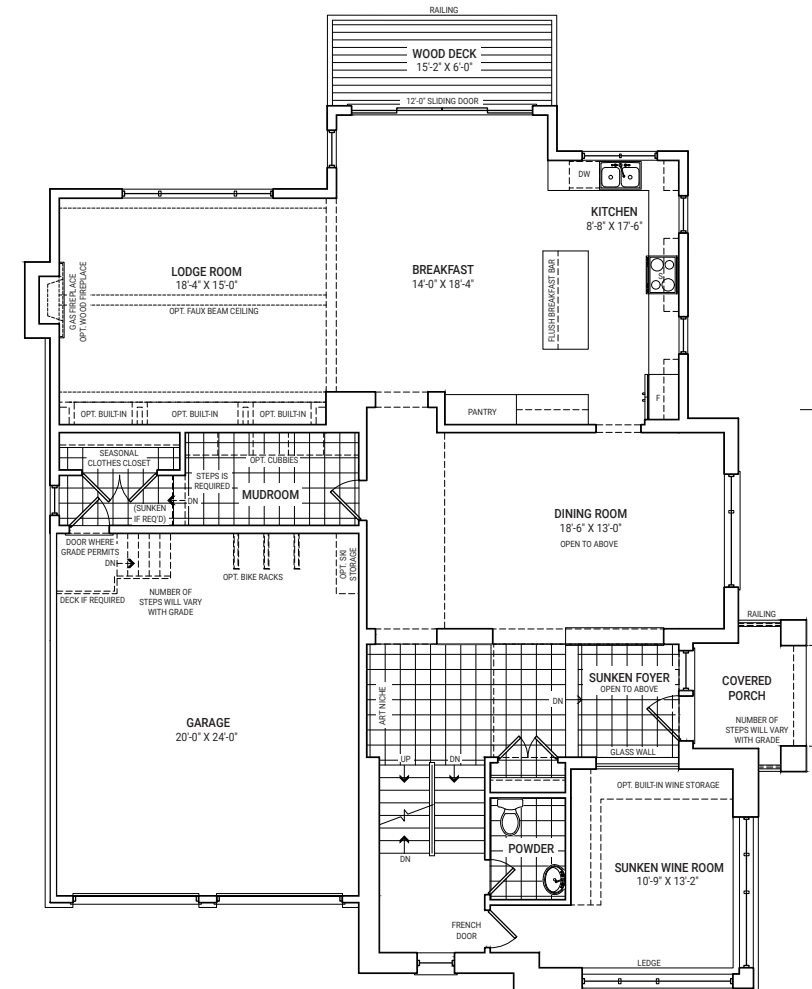 RAILING
WOOD DECK
15'-2" X 6'-0"
12'-0" SLIDING DOOR
DW
KITCHEN
8'-8" X 17'-6"
LODGE ROOM
18'-4" X 15'-0"
OPT. FAUX BEAM CEILING
GAS FIREPLACE
OPT. WOOD FIREPLACE
BREAKFAST
14'-0" X 18'-4"
FLUSH BREAKFAST BAR
S
F
PANTRY
OPT. BUILT-IN
OPT. BUILT-IN
OPT. BUILT-IN
SEASONAL
CLOTHES CLOSET
OPT. CUBBIES
STEPS IS
REQUIRED
MUDROOM
DN
(SUNKEN
IF REQ'D)
DINING ROOM
18'-6" X 13'-0"
OPEN TO ABOVE
DOOR WHERE
GRADE PERMITS
DN
DECK IF REQUIRED
NUMBER OF
STEPS WILL VARY
WITH GRADE
OPT. BIKE RACKS
OPT. SKI
STORAGE
RAILING
SUNKEN FOYER
OPEN TO ABOVE
DN
COVERED
PORCH
NUMBER OF
STEPS WILL VARY
WITH GRADE
ART NICHE
GARAGE
20'-0" X 24'-0"
UP
DN
GLASS WALL
OPT. BUILT-IN WINE STORAGE
POWDER
DN
SUNKEN WINE ROOM
10'-9" X 13'-2"
FRENCH
DOOR
LEDGE